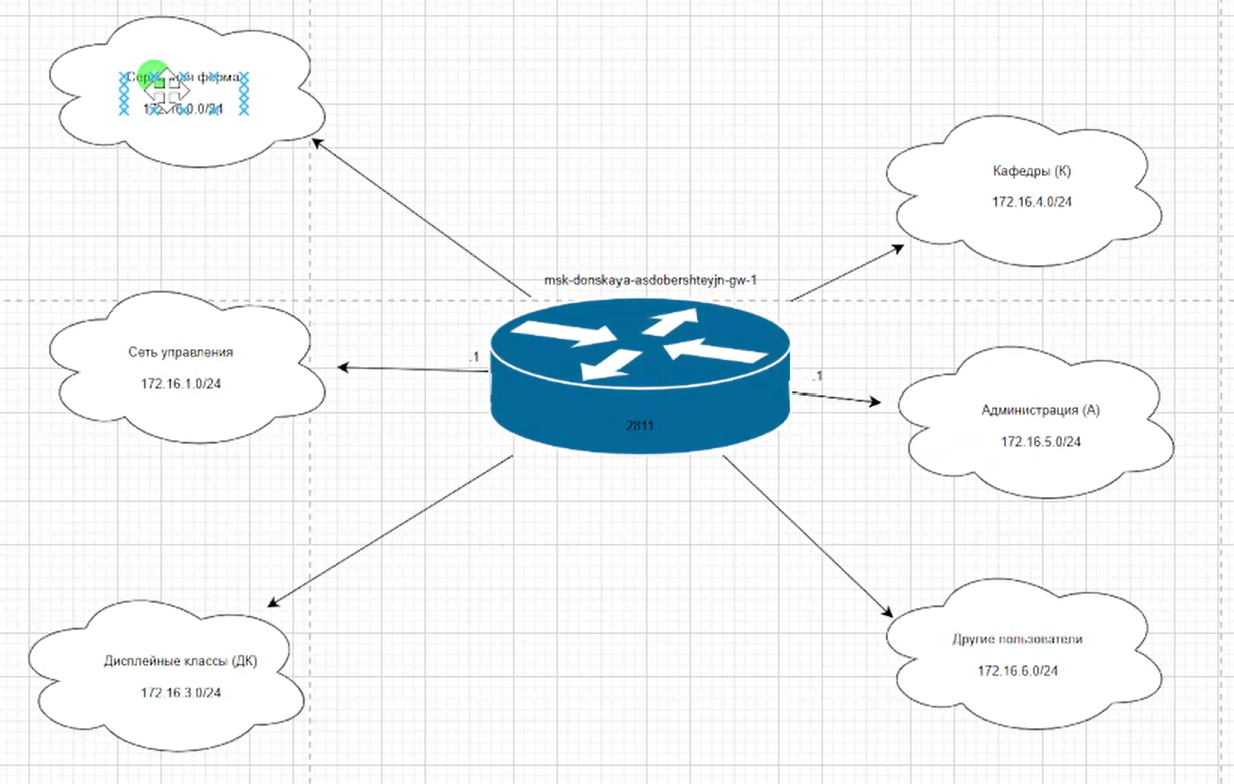 ферма
172.16.0.0/24
Кафедры (К)
172.16.4.0/24
msk-donskaya-asdobershteyjn-gw-1
Сеть управления
172.16.1.0/24
.1
.1
2811
Администрация (А)
172.16.5.0/24
Дисплейные классы (ДК)
172.16.3.0/24
Другие пользователи
172.16.6.0/24